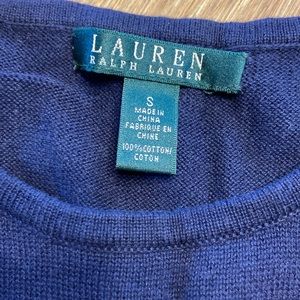 LAUREN
RALPH LAUREN
S
MADE IN
CHINA
FABRIQUE EN
CHINE
100% COTTON/
COTON